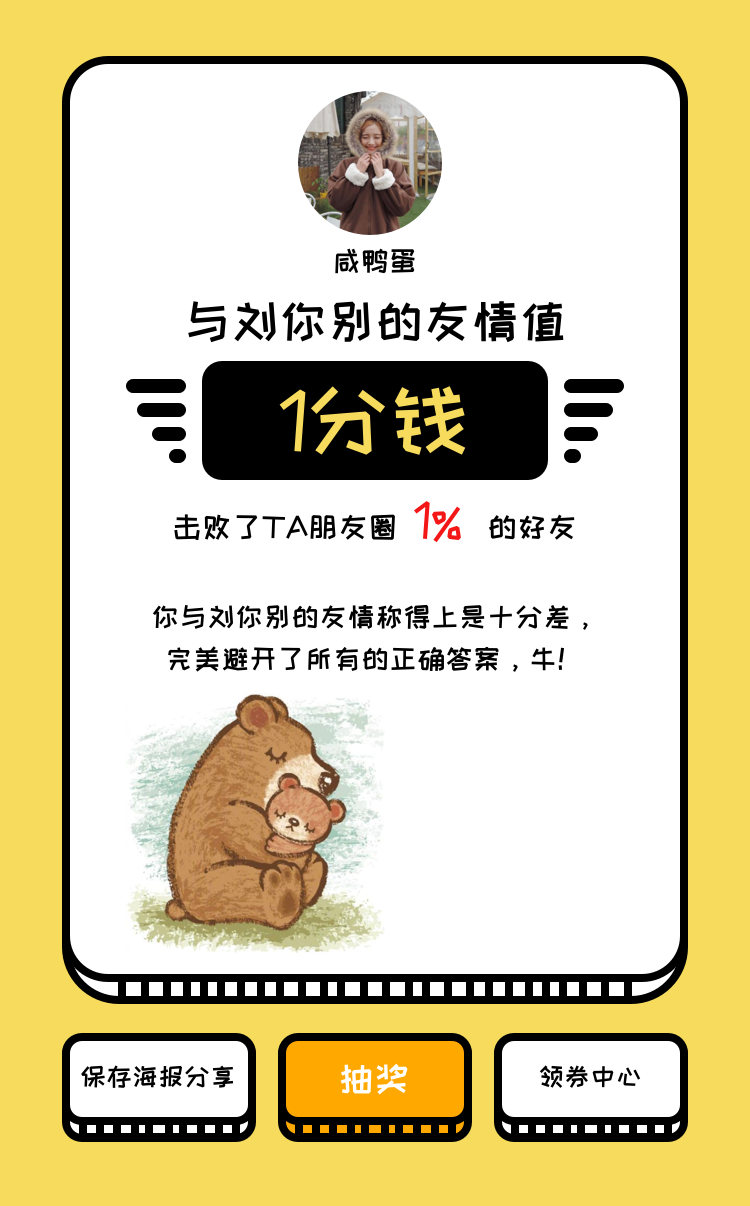 咸鸭蛋
与刘你别的友情值
1分钱
击败了TA朋友圈 1% 的好友
你与刘你别的友情称得上是十分差，
完美避开了所有的正确答案，牛！
保存海报分享
抽奖
领券中心